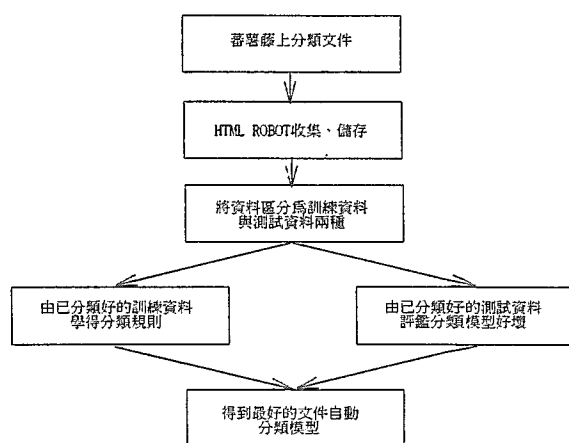 蕃薯藤上分類文件
HTML ROBOT收集、儲存
將資料區分爲訓練資料
與測試資料兩種
由已分類好的訓練資料
學得分類規則
由已分類好的測試資料
評鑑分類模型好壞
得到最好的文件自動
分類模型